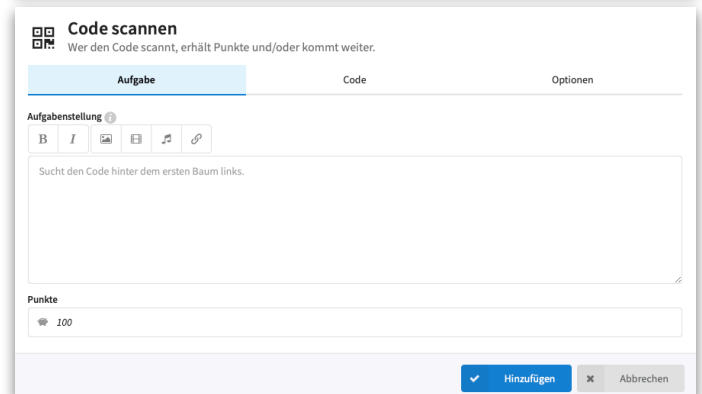 Code scannen
Wer den Code scannt, erhält Punkte und/oder kommt weiter.
Aufgabe Code Optionen
Aufgabenstellung i
B I
Sucht den Code hinter dem ersten Baum links.
Punkte
100
Hinzufügen Abbrechen